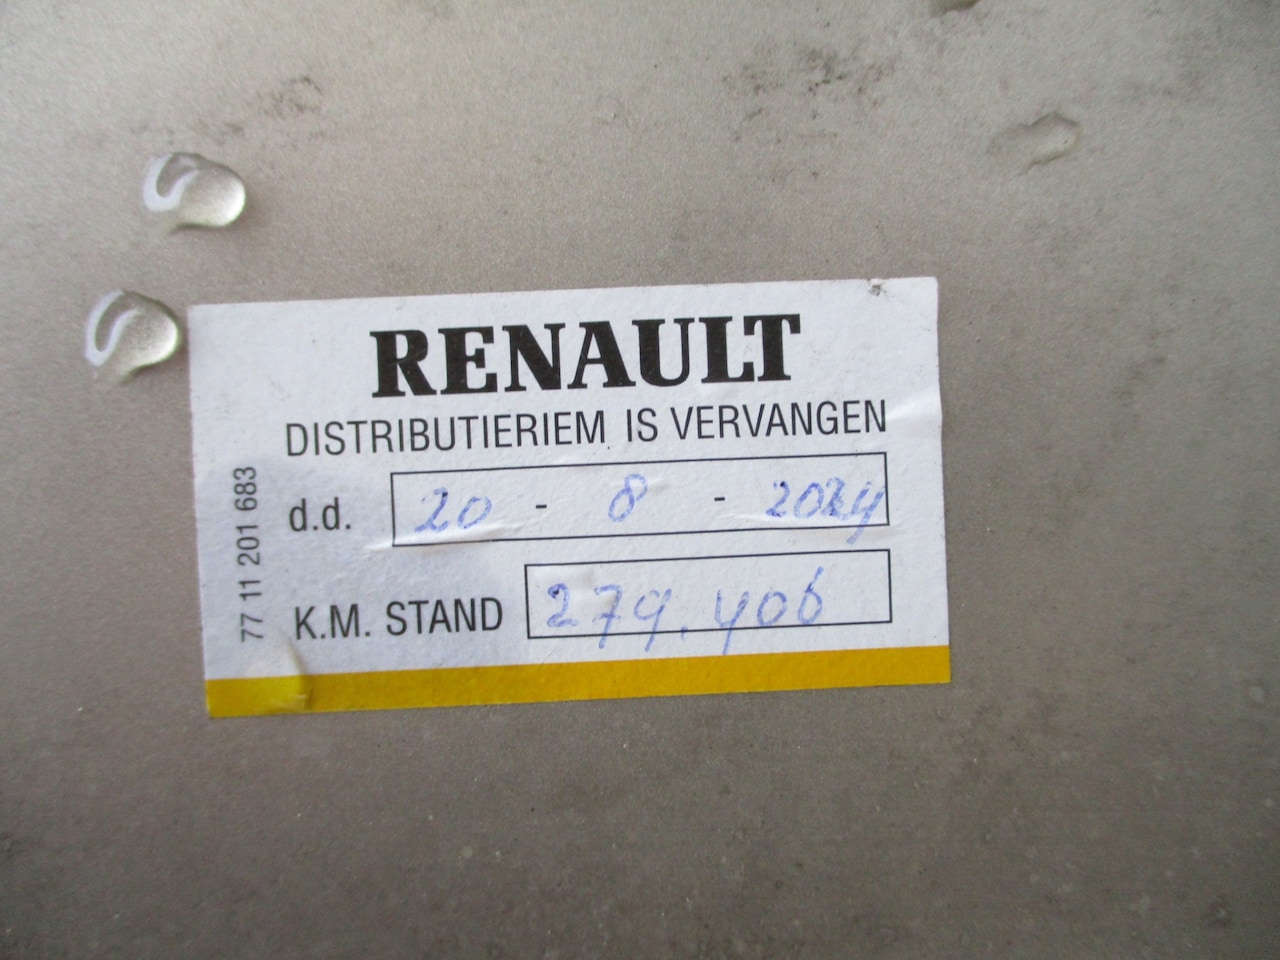 RENAULT
DISTRIBUTIERIEM IS VERVANGEN
d.d. 20 - 8 - 2024
K.M. STAND 279.406
77 11 201 683